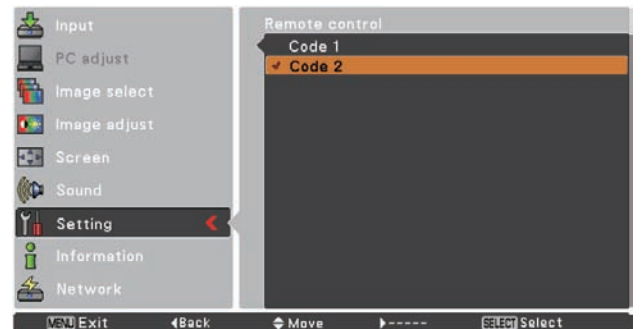 Input
PC adjust
Image select
Image adjust
Screen
Sound
Setting
Information
Network
Remote control
Code 1
Code 2
MENU Exit ◀Back Move ▶----- SELECT Select